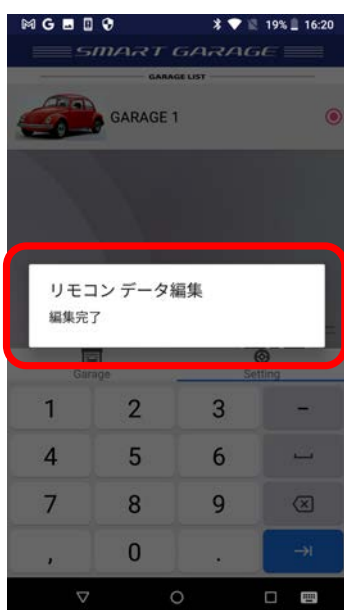 19% 16:20
SMART GARAGE
GARAGE LIST
GARAGE 1
リモコン データ編集
編集完了
Garage
Setting
1 2 3 -
4 5 6
7 8 9
, 0 .